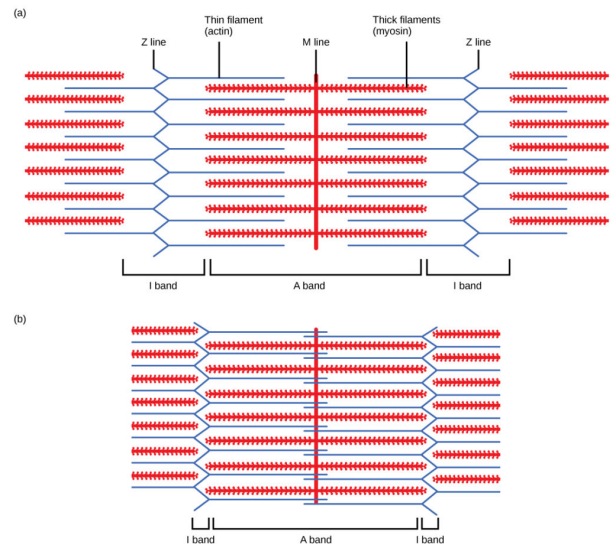 (a)
Thin filament
(actin)
Thick filaments
(myosin)
Z line
M line
Z line
I band
A band
I band
(b)
I band
A band
I band